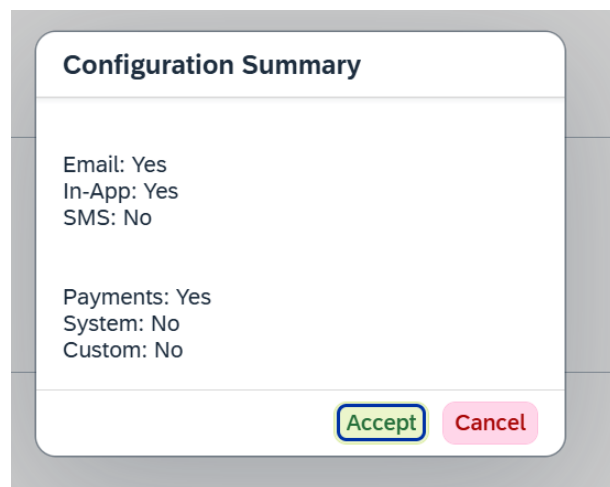 Configuration Summary
Email: Yes
In-App: Yes
SMS: No
Payments: Yes
System: No
Custom: No
Accept
Cancel